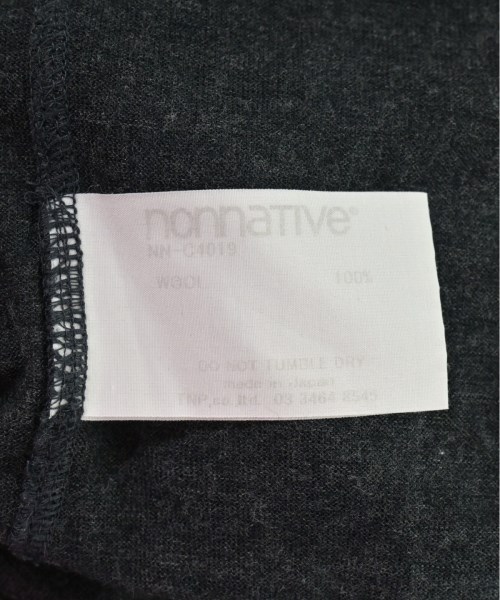 nonnative®
NN-C4019
WOOL 100%
DO NOT TUMBLE DRY
made in Japan
TNP.co.ltd. 03 3464 8545